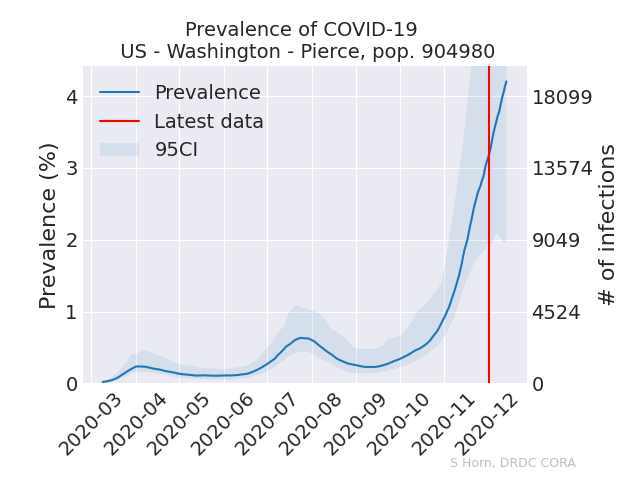 Prevalence of COVID-19
US - Washington - Pierce, pop. 904980
Prevalence
Latest data
95CI
Prevalence (%)
4
3
2
1
0
18099
13574
9049
4524
0
# of infections
2020-03
2020-04
2020-05
2020-06
2020-07
2020-08
2020-09
2020-10
2020-11
2020-12
S Horn, DRDC CORA